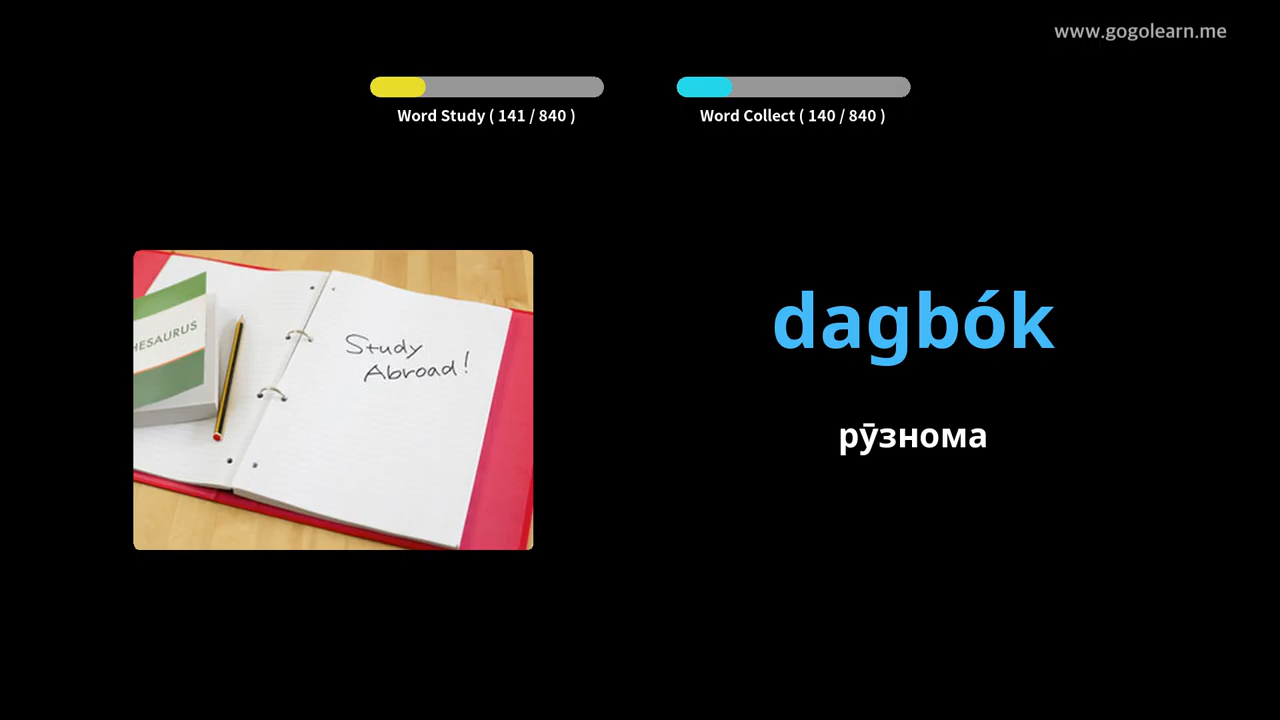 www.gogolearn.me
Word Study ( 141 / 840 )
Word Collect ( 140 / 840 )
HESAURUS
Study
Abroad!
dagbók
рӯзнома